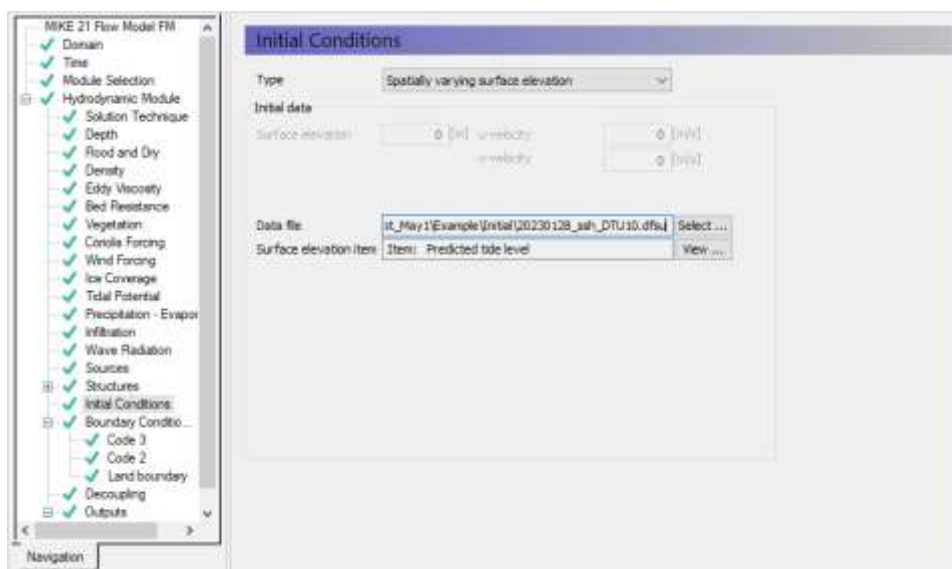 MIKE 21 Flow Model FM
Domain
Time
Module Selection
Hydrodynamic Module
Solution Technique
Depth
Flood and Dry
Density
Eddy Viscosity
Bed Resistance
Vegetation
Coriolis Forcing
Wind Forcing
Ice Coverage
Tidal Potential
Precipitation - Evapor
Infiltration
Wave Radiation
Sources
Structures
Initial Conditions
Boundary Conditio...
Code 3
Code 2
Land boundary
Decoupling
Outputs
Navigation
Initial Conditions
Type Spatially varying surface elevation
Initial data
Surface elevation 0 [m] u-velocity 0 [m/s]
v-velocity 0 [m/s]
Data file st_May1\Example\Initial\20230128_ssh_DTU10.dfsu Select ...
Surface elevation item Item: Predicted tide level View ...